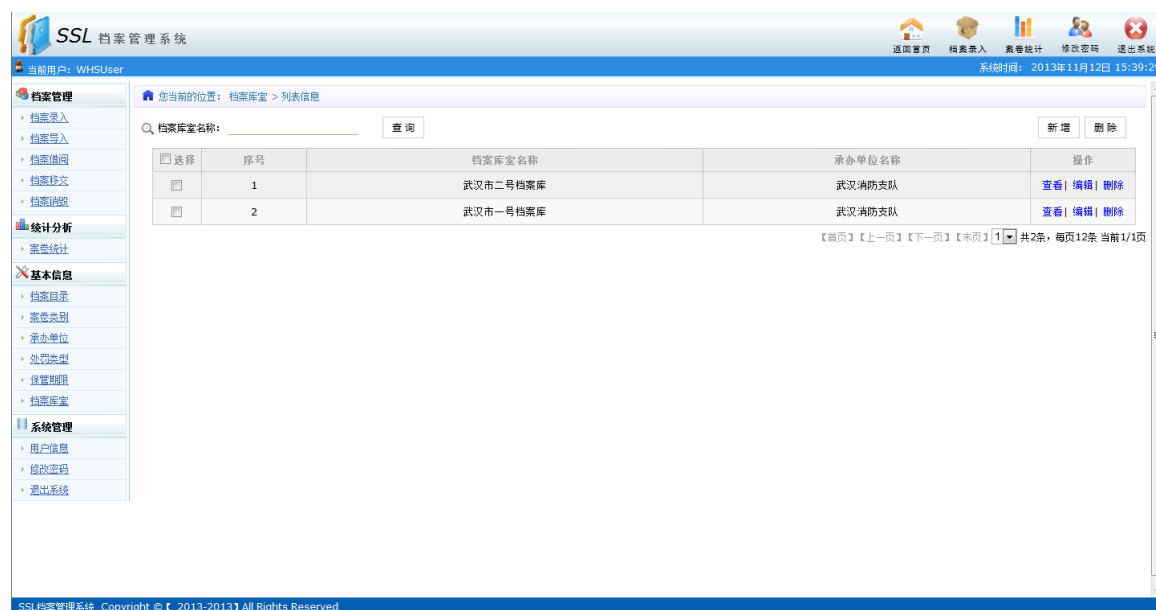 SSL 档案管理系统
返回首页 档案录入 案卷统计 修改密码 退出系统
当前用户：WHSUser
系统时间： 2013年11月12日 15:39:29
档案管理
档案录入
档案导入
档案借阅
档案移交
档案销毁
统计分析
案卷统计
基本信息
档案目录
案卷类别
承办单位
处罚类型
保管期限
档案库室
系统管理
用户信息
修改密码
退出系统
您当前的位置： 档案库室 > 列表信息
档案库室名称： 查 询 新 增 删 除
选择 序号 档案库室名称 承办单位名称 操作
1 武汉市二号档案库 武汉消防支队 查看| 编辑| 删除
2 武汉市一号档案库 武汉消防支队 查看| 编辑| 删除
【首页】【上一页】【下一页】【末页】 1 共2条，每页12条 当前1/1页
SSL档案管理系统 Copyright ©【 2013-2013】All Rights Reserved